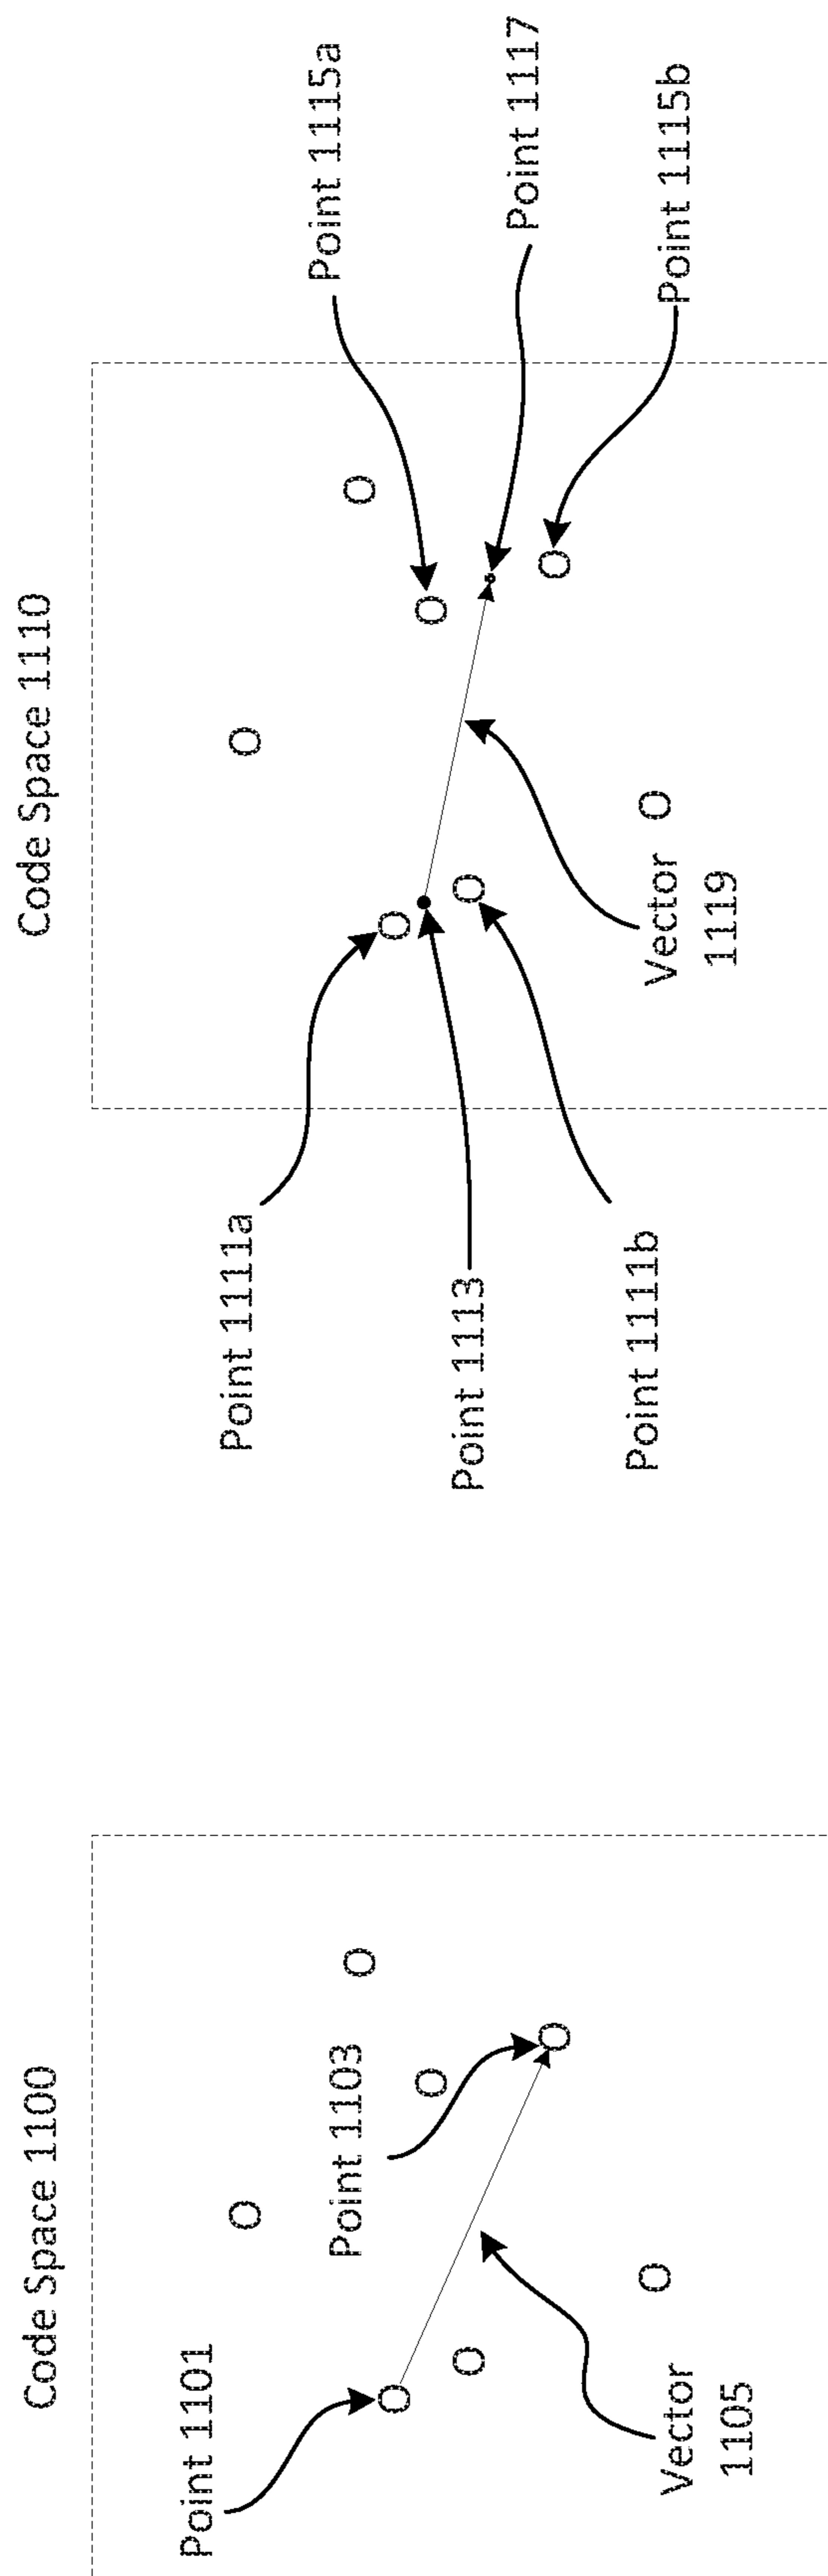 Code Space 1100
Point 1101
Point 1103
Vector
1105
Code Space 1110
Point 1111a
Point 1113
Point 1111b
Vector
1119
Point 1115a
Point 1117
Point 1115b